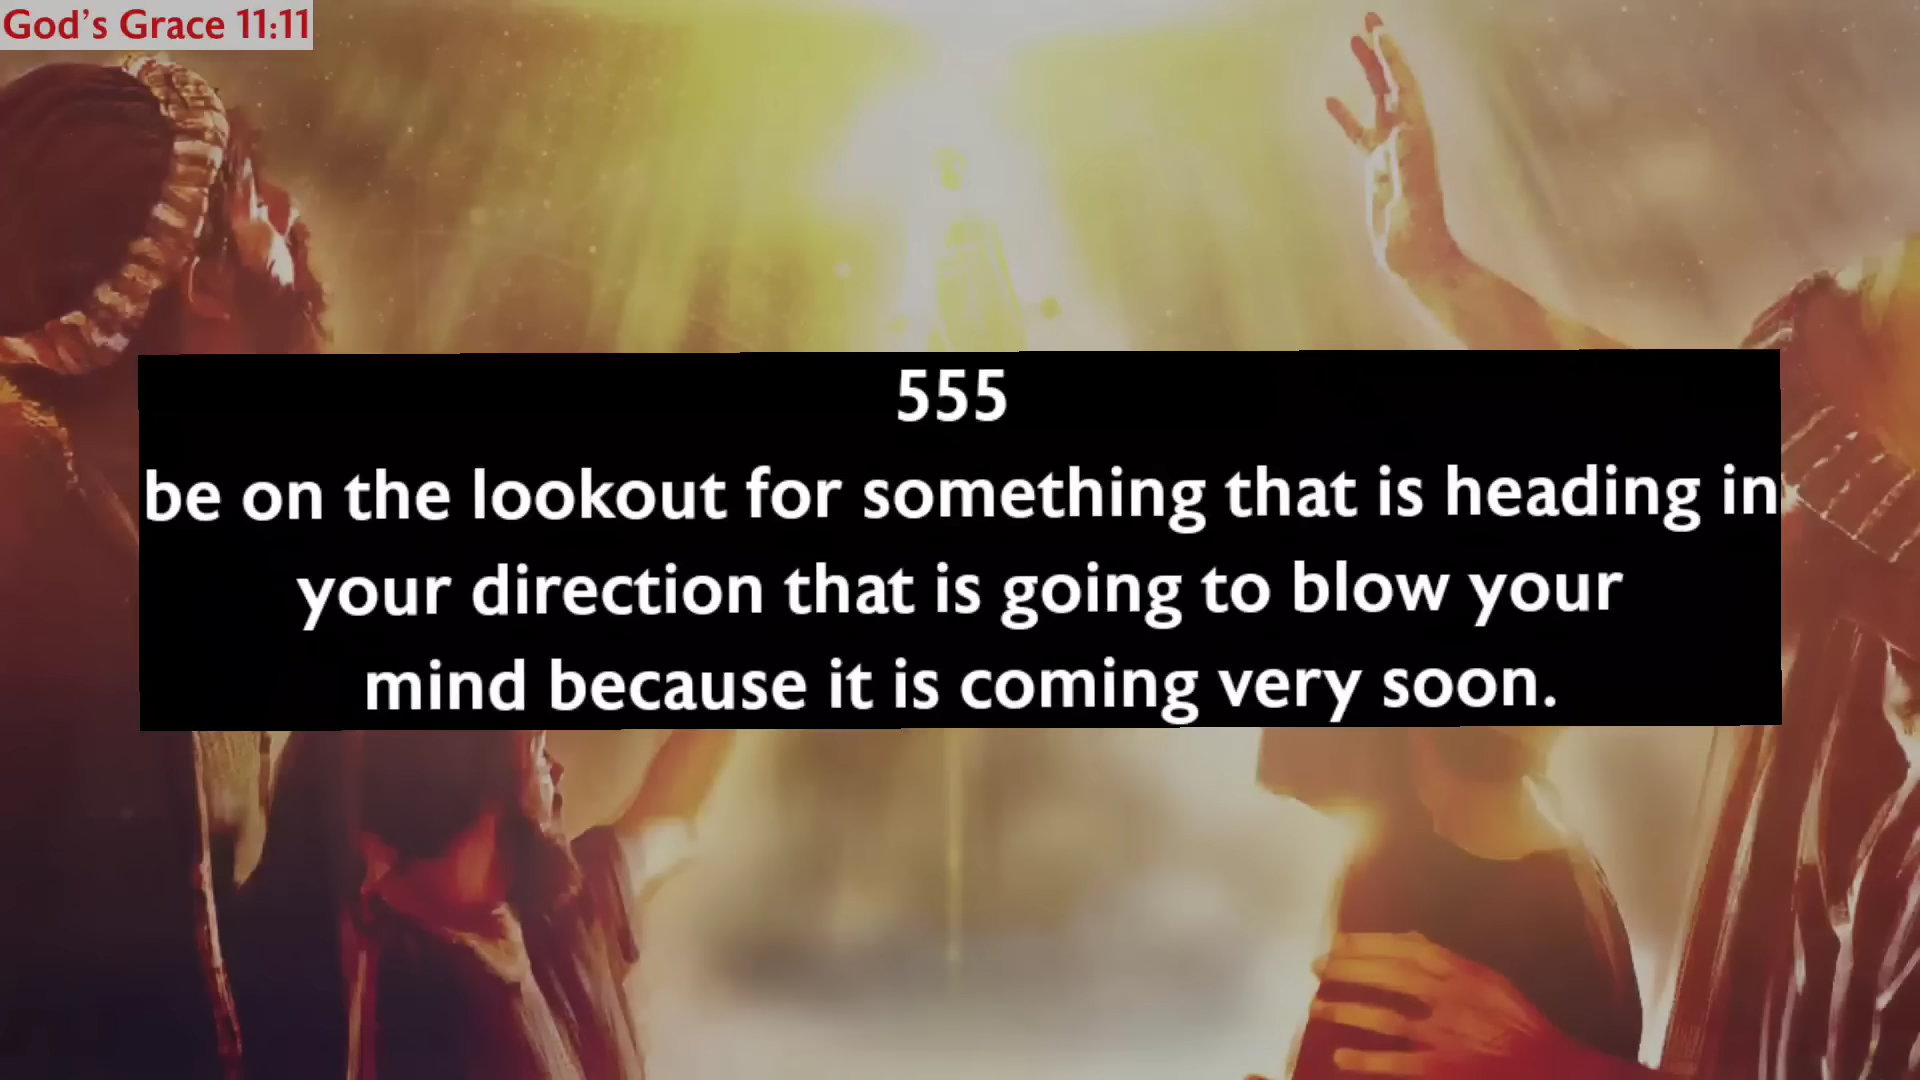 God's Grace 11:11
555
be on the lookout for something that is heading in
your direction that is going to blow your
mind because it is coming very soon.